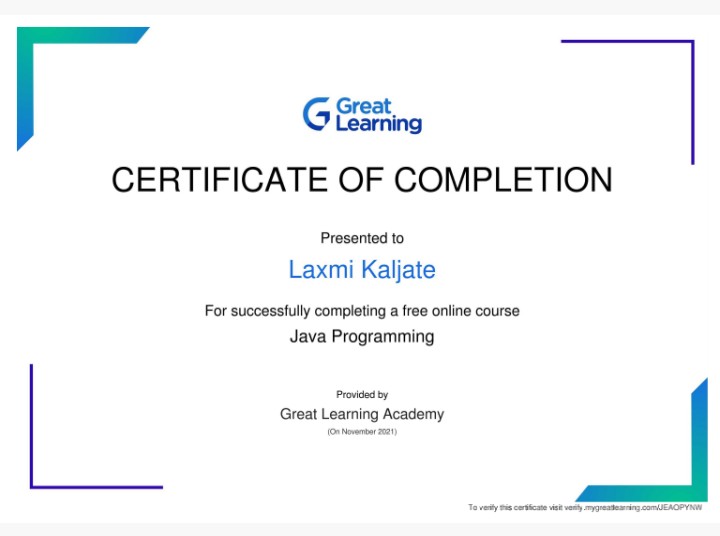 Great
Learning
CERTIFICATE OF COMPLETION
Presented to
Laxmi Kaljate
For successfully completing a free online course
Java Programming
Provided by
Great Learning Academy
(On November 2021)
To verify this certificate visit verify.mygreatlearning.com/JEAOPYNW